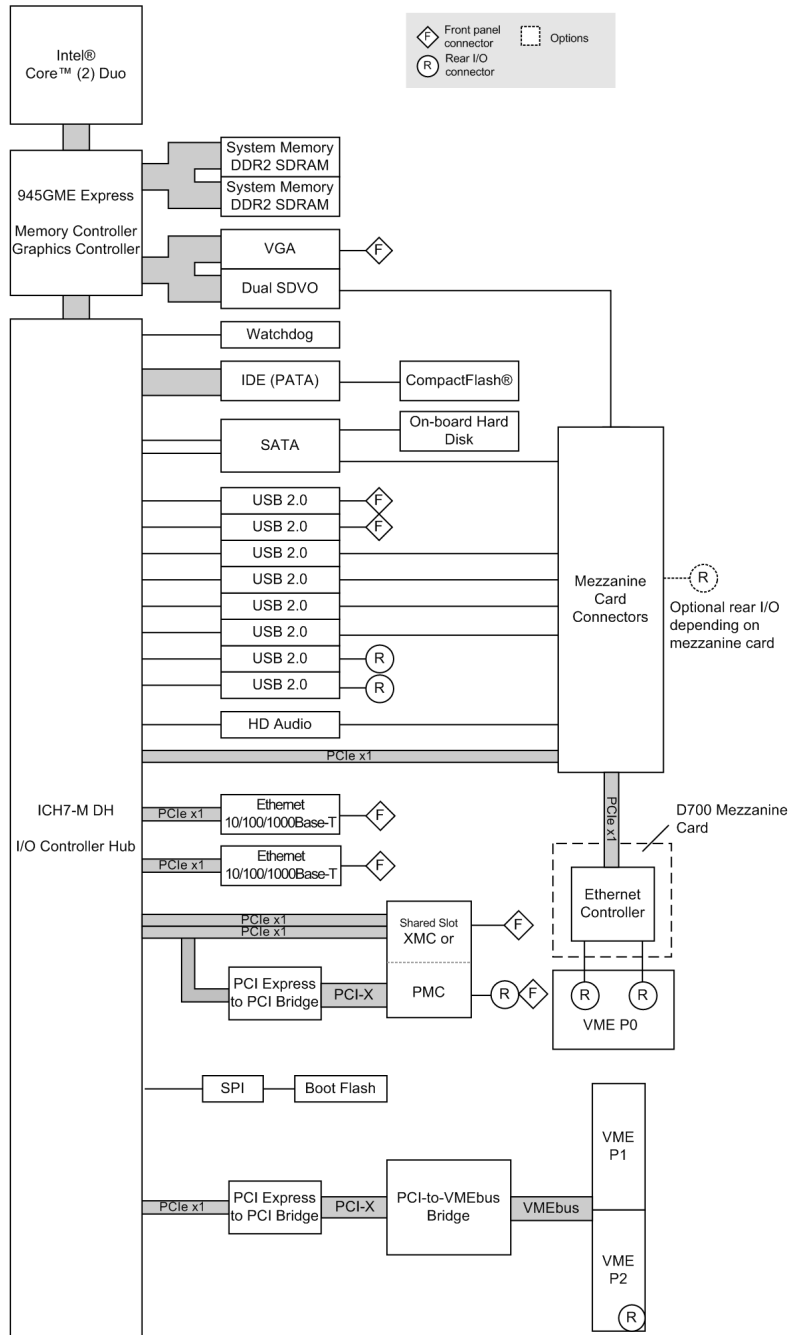 Intel®
Core™ (2) Duo
F
Front panel
connector
Options
R
Rear I/O
connector
945GME Express
Memory Controller
Graphics Controller
System Memory
DDR2 SDRAM
System Memory
DDR2 SDRAM
VGA
F
Dual SDVO
Watchdog
IDE (PATA)
CompactFlash®
SATA
On-board Hard
Disk
USB 2.0
F
USB 2.0
F
USB 2.0
USB 2.0
USB 2.0
USB 2.0
USB 2.0
R
USB 2.0
R
HD Audio
PCIe x1
Mezzanine
Card
Connectors
R
Optional rear I/O
depending on
mezzanine card
ICH7-M DH
I/O Controller Hub
PCIe x1
Ethernet
10/100/1000Base-T
F
PCIe x1
Ethernet
10/100/1000Base-T
F
PCIe x1
D700 Mezzanine
Card
Ethernet
Controller
R
R
VME P0
PCIe x1
PCIe x1
Shared Slot
XMC or
F
PCI Express
to PCI Bridge
PCI-X
PMC
R
F
SPI
Boot Flash
PCIe x1
PCI Express
to PCI Bridge
PCI-X
PCI-to-VMEbus
Bridge
VMEbus
VME
P1
VME
P2
R